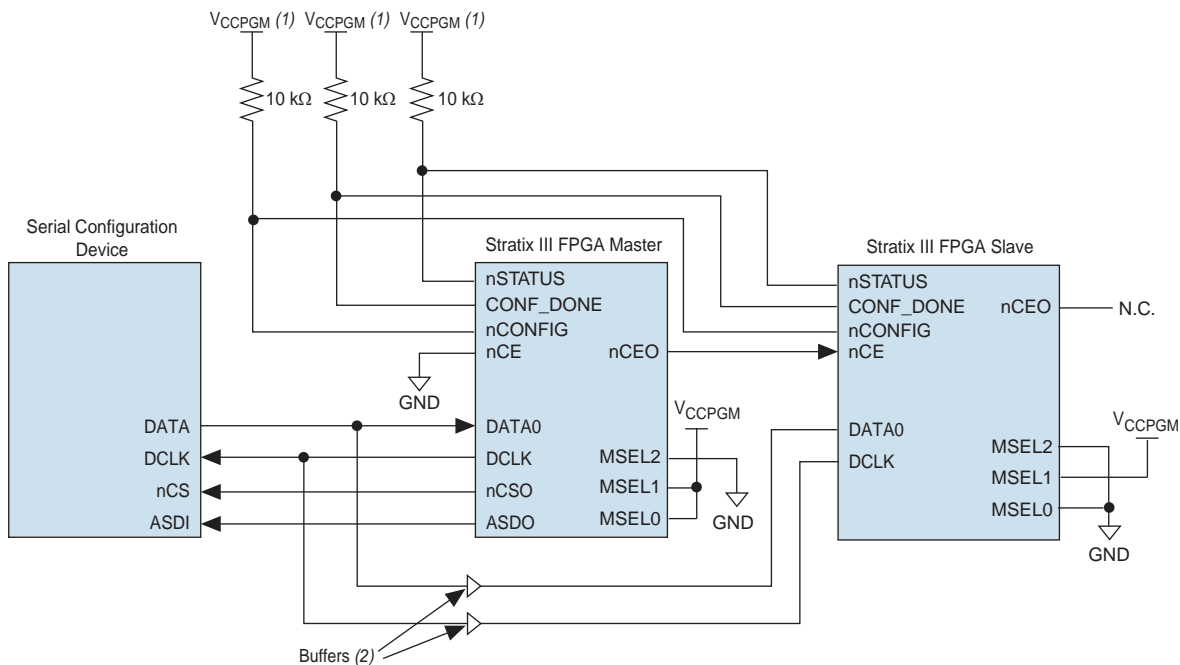 VCCPGM (1) VCCPGM (1) VCCPGM (1)
10 kΩ 10 kΩ 10 kΩ
Serial Configuration
Device
Stratix III FPGA Master
Stratix III FPGA Slave
nSTATUS
CONF_DONE
nCONFIG
nCE
nCEO
GND
DATA
DCLK
nCS
ASDI
DATA0
DCLK
nCSO
ASDO
VCCPGM
MSEL2
MSEL1
MSEL0
GND
nSTATUS
CONF_DONE
nCONFIG
nCE
nCEO
N.C.
DATA0
DCLK
VCCPGM
MSEL2
MSEL1
MSEL0
GND
Buffers (2)